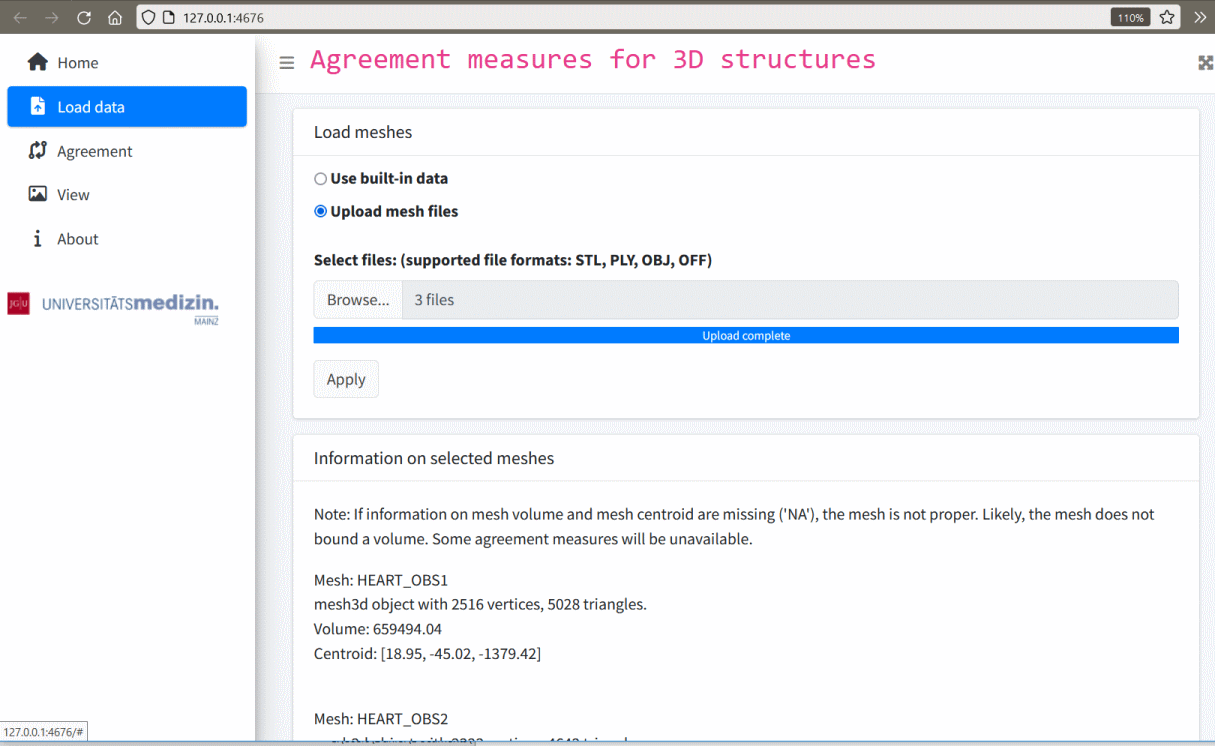 127.0.0.1:4676
110%
Home
Load data
Agreement
View
About
JG|U UNIVERSITÄTSmedizin.
MAINZ
Agreement measures for 3D structures
Load meshes
Use built-in data
Upload mesh files
Select files: (supported file formats: STL, PLY, OBJ, OFF)
Browse... 3 files
Upload complete
Apply
Information on selected meshes
Note: If information on mesh volume and mesh centroid are missing ('NA'), the mesh is not proper. Likely, the mesh does not
bound a volume. Some agreement measures will be unavailable.
Mesh: HEART_OBS1
mesh3d object with 2516 vertices, 5028 triangles.
Volume: 659494.04
Centroid: [18.95, -45.02, -1379.42]
Mesh: HEART_OBS2
127.0.0.1:4676/#